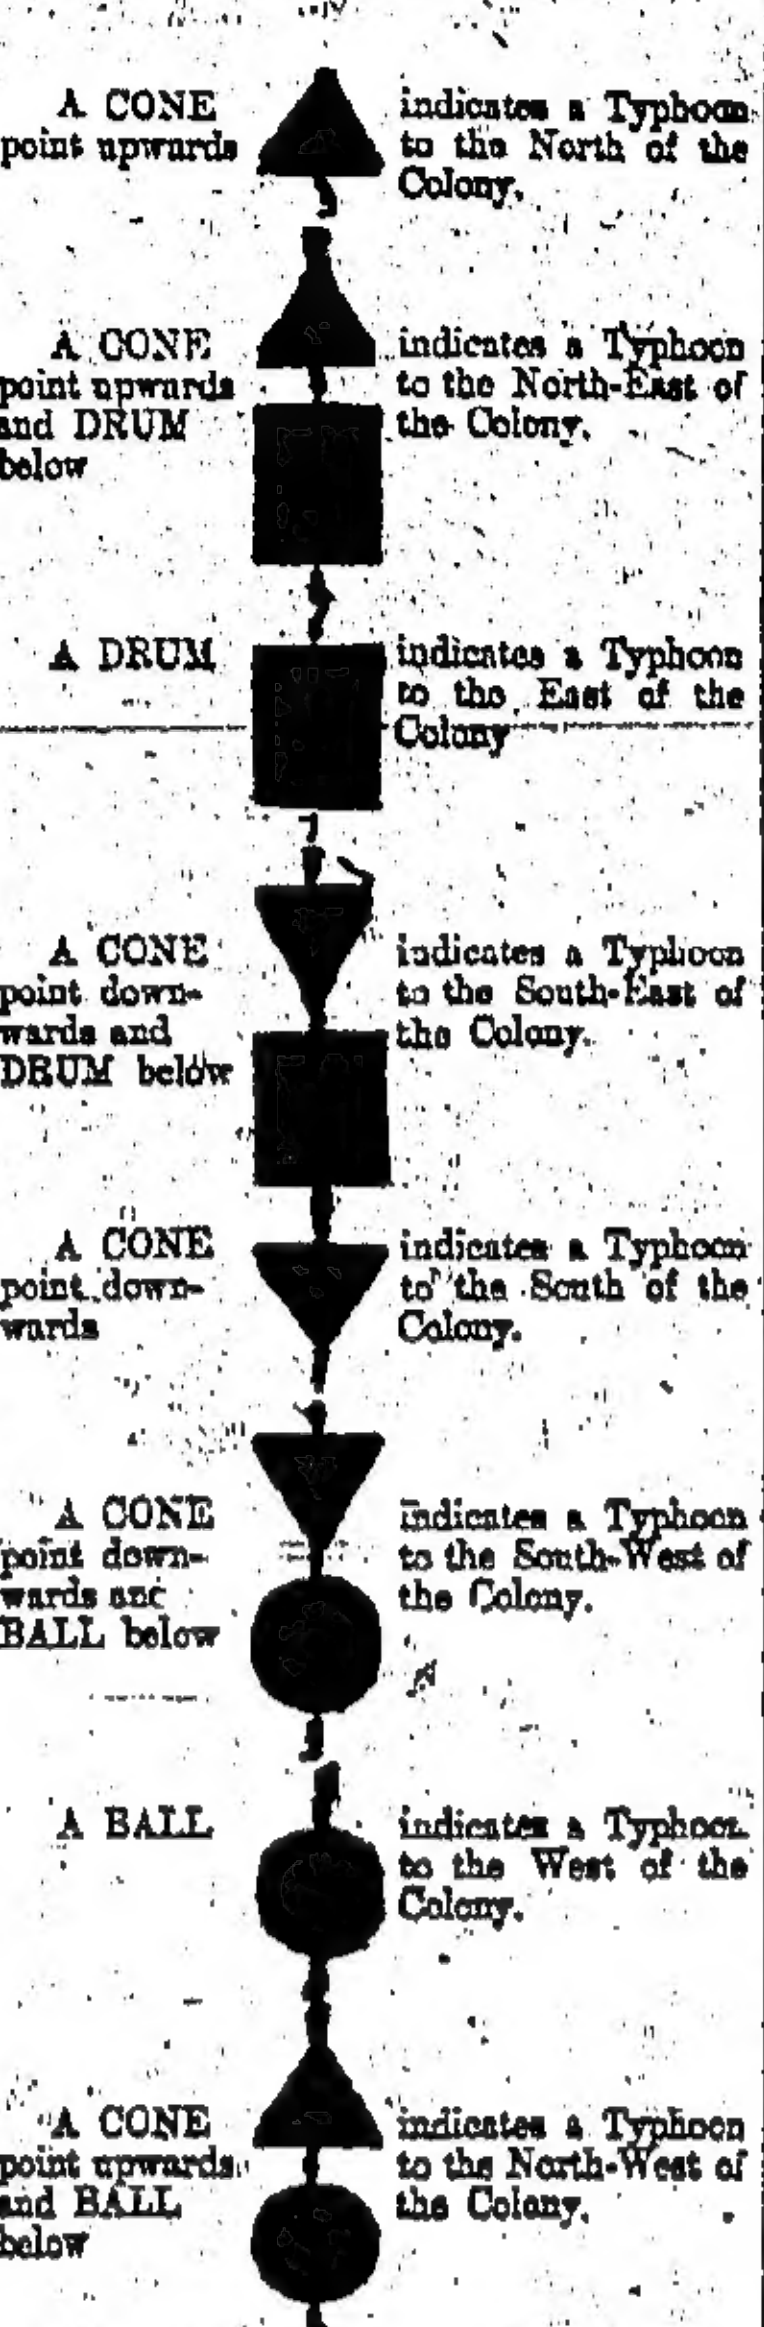 A CONE
point upwards
indicates a Typhoon
to the North of the
Colony.
A CONE
point upwards
and DRUM
below
indicates a Typhoon
to the North-East of
the Colony.
A DRUM
indicates a Typhoon
to the East of the
Colony
A CONE
point down-
wards and
DRUM below
indicates a Typhoon
to the South-East of
the Colony.
A CONE
point down-
wards
indicates a Typhoon
to the South of the
Colony.
A CONE
point down-
wards and
BALL below
indicates a Typhoon
to the South-West of
the Colony.
A BALL
indicates a Typhoon
to the West of the
Colony.
A CONE
point upwards
and BALL
below
indicates a Typhoon
to the North-West of
the Colony.